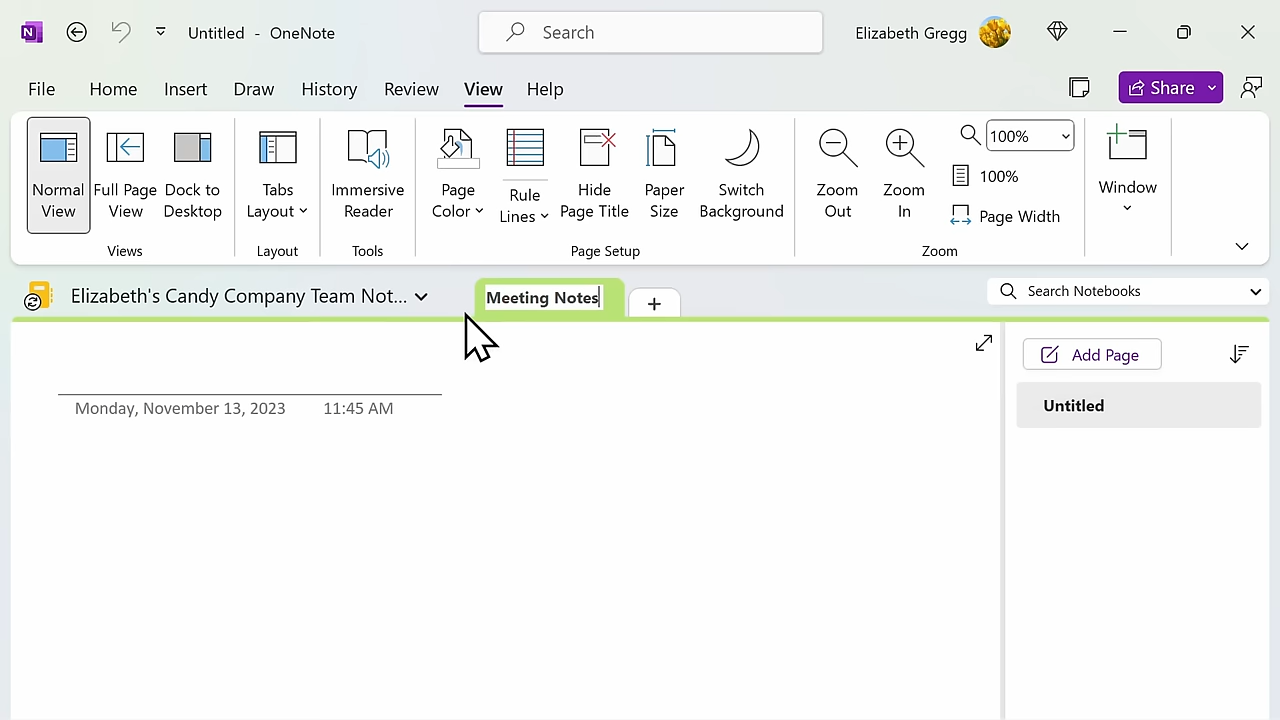 Untitled - OneNote
Search
Elizabeth Gregg
File Home Insert Draw History Review View Help
Share
Normal View
Full Page View
Dock to Desktop
Views
Tabs Layout
Layout
Immersive Reader
Tools
Page Color
Rule Lines
Hide Page Title
Paper Size
Switch Background
Page Setup
Zoom Out
Zoom In
100%
100%
Page Width
Zoom
Window
Elizabeth's Candy Company Team Not...
Meeting Notes
+
Search Notebooks
Add Page
Untitled
Monday, November 13, 2023 11:45 AM